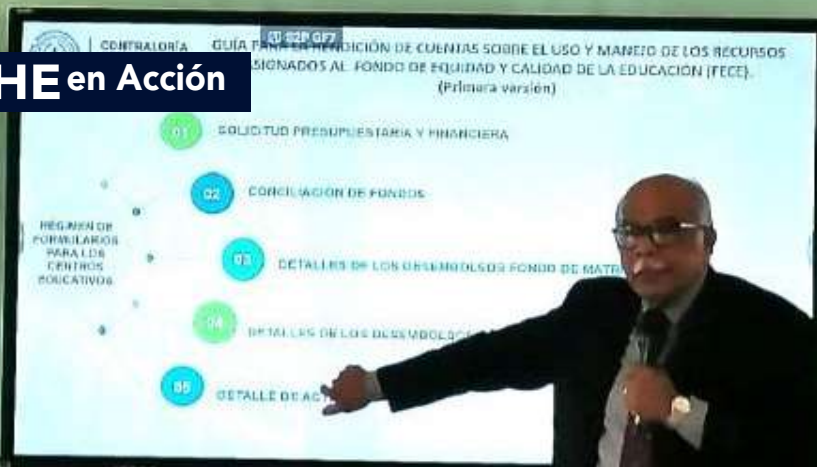 HE en Acción
CONTRALORÍA
GUÍA PARA LA RENDICIÓN DE CUENTAS SOBRE EL USO Y MANEJO DE LOS RECURSOS
ASIGNADOS AL FONDO DE EQUIDAD Y CALIDAD DE LA EDUCACIÓN (FECE).
(Primera versión)
01 SOLICITUD PRESUPUESTARIA Y FINANCIERA
02 CONCILIACIÓN DE FONDOS
RÉGIMEN DE
FORMULARIOS
PARA LOS
CENTROS
EDUCATIVOS
03 DETALLES DE LOS DESEMBOLSOS FONDO DE MATR
04 DETALLES DE LOS DESEMBOLSOS
05 DETALLE DE ACT